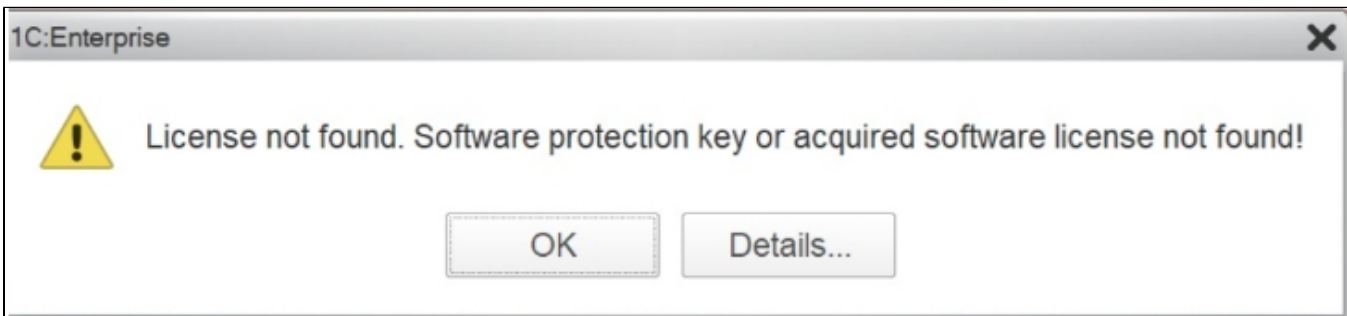 1C:Enterprise
License not found. Software protection key or acquired software license not found!
OK
Details...